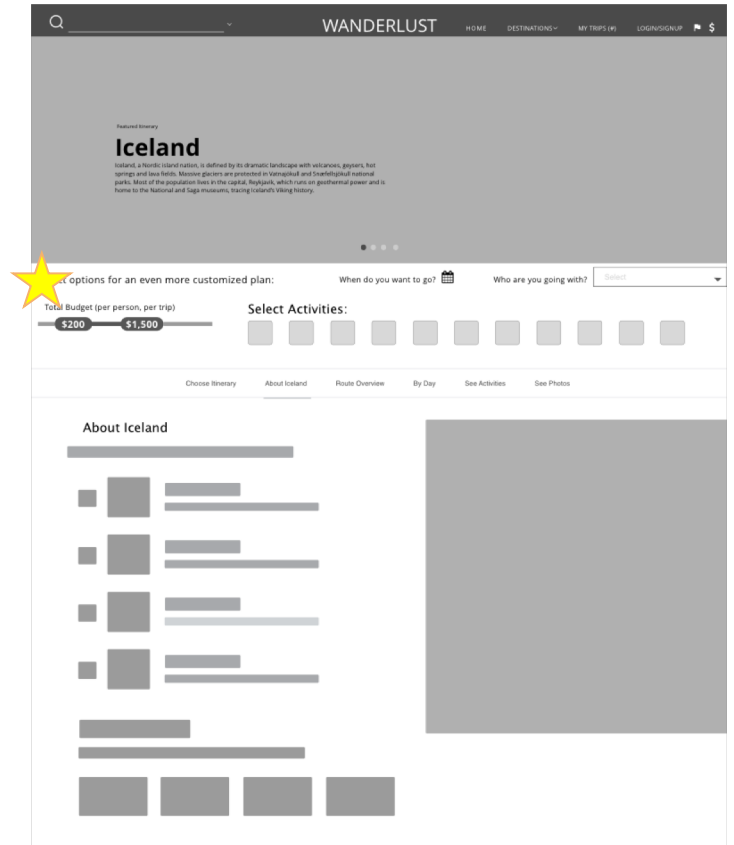 WANDERLUST
HOME DESTINATIONS MY TRIPS (#) LOGIN/SIGNUP $
Featured Itinerary
Iceland
Iceland, a Nordic island nation, is defined by its dramatic landscape with volcanoes, geysers, hot
springs and lava fields. Massive glaciers are protected in Vatnajökull and Snæfellsjökull national
parks. Most of the population lives in the capital, Reykjavik, which runs on geothermal power and is
home to the National and Saga museums, tracing Iceland's Viking history.
options for an even more customized plan: When do you want to go? Who are you going with? Select
Total Budget (per person, per trip)
$200 $1,500
Select Activities:
Choose Itinerary About Iceland Route Overview By Day See Activities See Photos
About Iceland